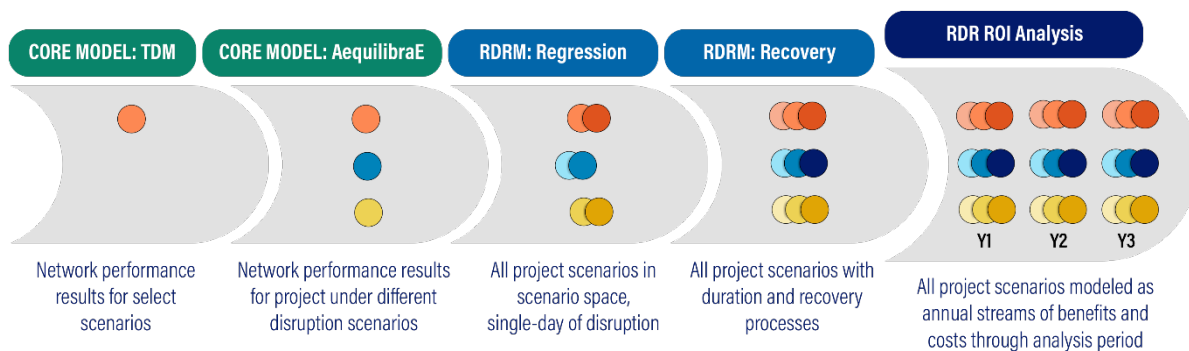 CORE MODEL: TDM
CORE MODEL: AequilibraE
RDRM: Regression
RDRM: Recovery
RDR ROI Analysis
Y1
Y2
Y3
Network performance
results for select
scenarios
Network performance results
for project under different
disruption scenarios
All project scenarios in
scenario space,
single-day of disruption
All project scenarios with
duration and recovery
processes
All project scenarios modeled as
annual streams of benefits and
costs through analysis period